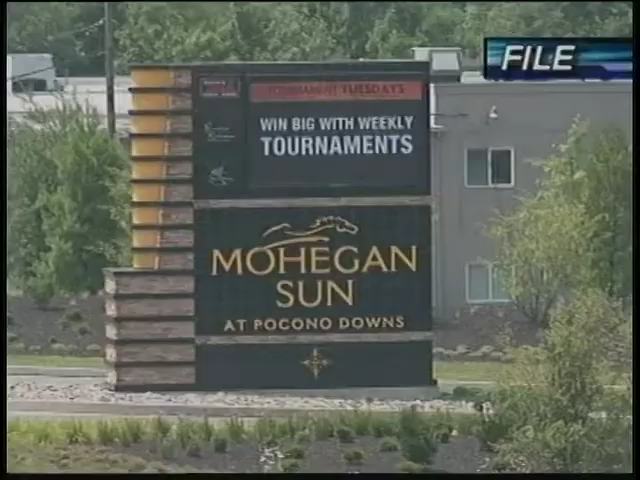 FILE
TOURNAMENT TUESDAYS
WIN BIG WITH WEEKLY
TOURNAMENTS
MOHEGAN
SUN
AT POCONO DOWNS